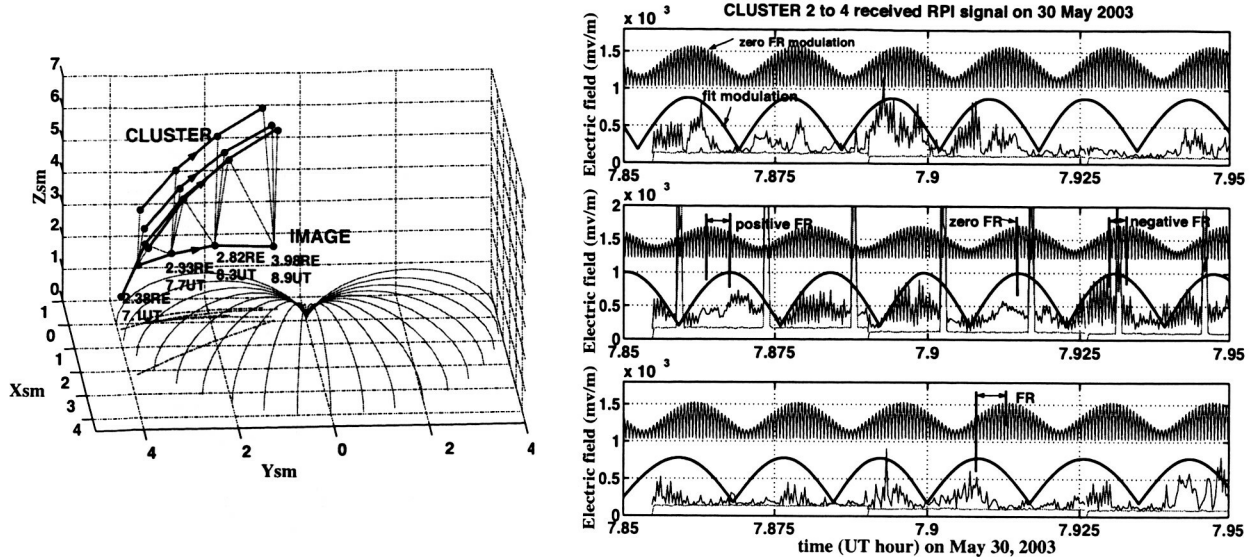 7
6
5
4
3
2
1
0
Zsm
CLUSTER
IMAGE
2.82RE
8.3UT
3.98RE
8.9UT
2.33RE
7.7UT
2.38RE
7.1UT
1
0
1
2
3
4
Xsm
4
2
0
2
4
Ysm
CLUSTER 2 to 4 received RPI signal on 30 May 2003
x 10^3
Electric field (mv/m)
1.5
1
0.5
0
zero FR modulation
fit modulation
7.85
7.875
7.9
7.925
7.95
x 10^3
Electric field (mv/m)
2
1.5
1
0.5
0
positive FR
zero FR
negative FR
7.85
7.875
7.9
7.925
7.95
x 10^3
Electric field (mv/m)
2
1.5
1
0.5
0
FR
7.85
7.875
7.9
7.925
7.95
time (UT hour) on May 30, 2003